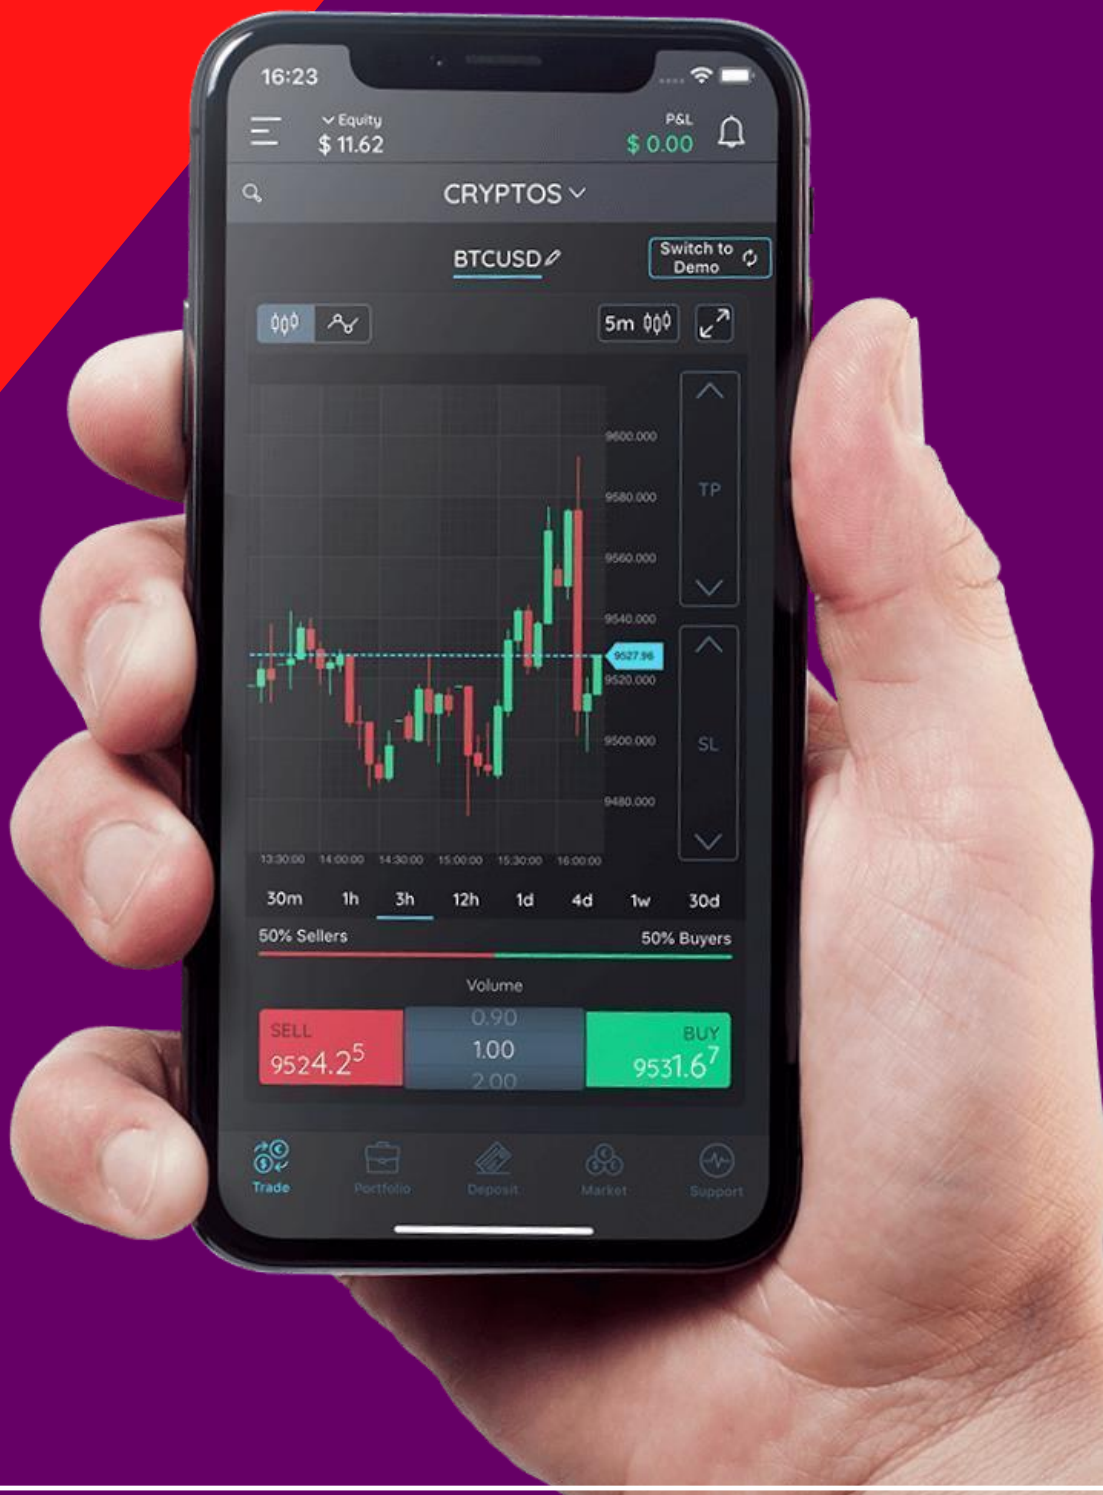 16:23
Equity
$ 11.62
P&L
$ 0.00
CRYPTOS
BTCUSD
Switch to
Demo
5m
9600.000
9580.000
TP
9560.000
9540.000
9527.96
9520.000
9500.000
SL
9480.000
13:30:00 14:00:00 14:30:00 15:00:00 15:30:00 16:00:00
30m 1h 3h 12h 1d 4d 1w 30d
50% Sellers 50% Buyers
Volume
0.90
SELL BUY
1.00
9524.25 9531.67
2.00
Trade Portfolio Deposit Market Support